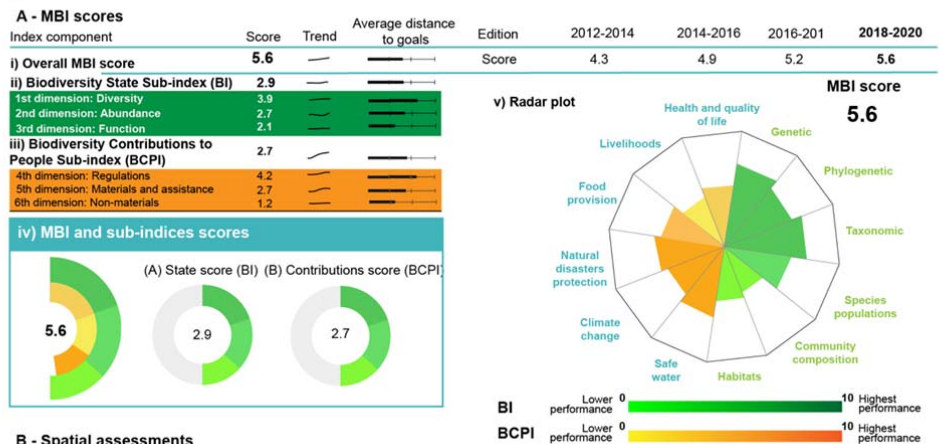 A - MBI scores
Index component Score Trend Average distance to goals
i) Overall MBI score 5.6
ii) Biodiversity State Sub-index (BI) 2.9
1st dimension: Diversity 3.9
2nd dimension: Abundance 2.7
3rd dimension: Function 2.1
iii) Biodiversity Contributions to
People Sub-index (BCPI) 2.7
4th dimension: Regulations 4.2
5th dimension: Materials and assistance 2.7
6th dimension: Non-materials 1.2
Edition 2012-2014 2014-2016 2016-201 2018-2020
Score 4.3 4.9 5.2 5.6
iv) MBI and sub-indices scores
5.6
(A) State score (BI)
2.9
(B) Contributions score (BCPI)
2.7
v) Radar plot
MBI score
5.6
Health and quality
of life
Genetic
Phylogenetic
Taxonomic
Species
populations
Community
composition
Habitats
Safe
water
Climate
change
Natural
disasters
protection
Food
provision
Livelihoods
BI Lower performance 0 10 Highest performance
BCPI Lower performance 0 10 Highest performance
B - Spatial assessments